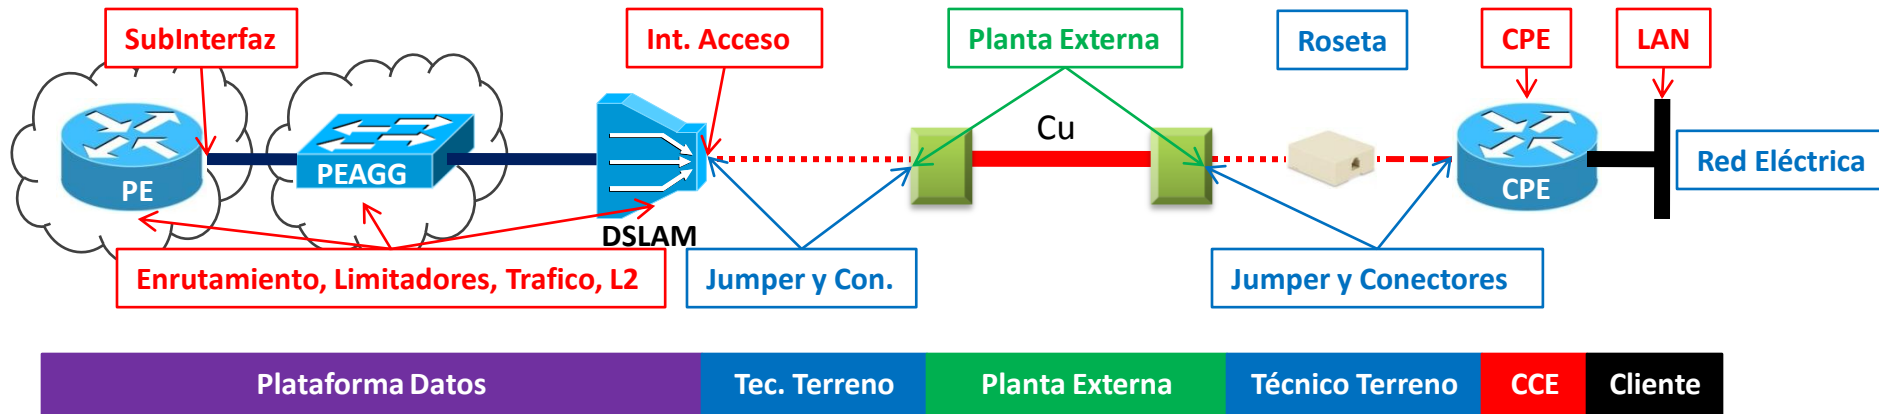 SubInterfaz
Int. Acceso
Planta Externa
Roseta
CPE
LAN
PE
PEAGG
DSLAM
Cu
CPE
Red Eléctrica
Enrutamiento, Limitadores, Trafico, L2
Jumper y Con.
Jumper y Conectores
Plataforma Datos
Tec. Terreno
Planta Externa
Técnico Terreno
CCE
Cliente